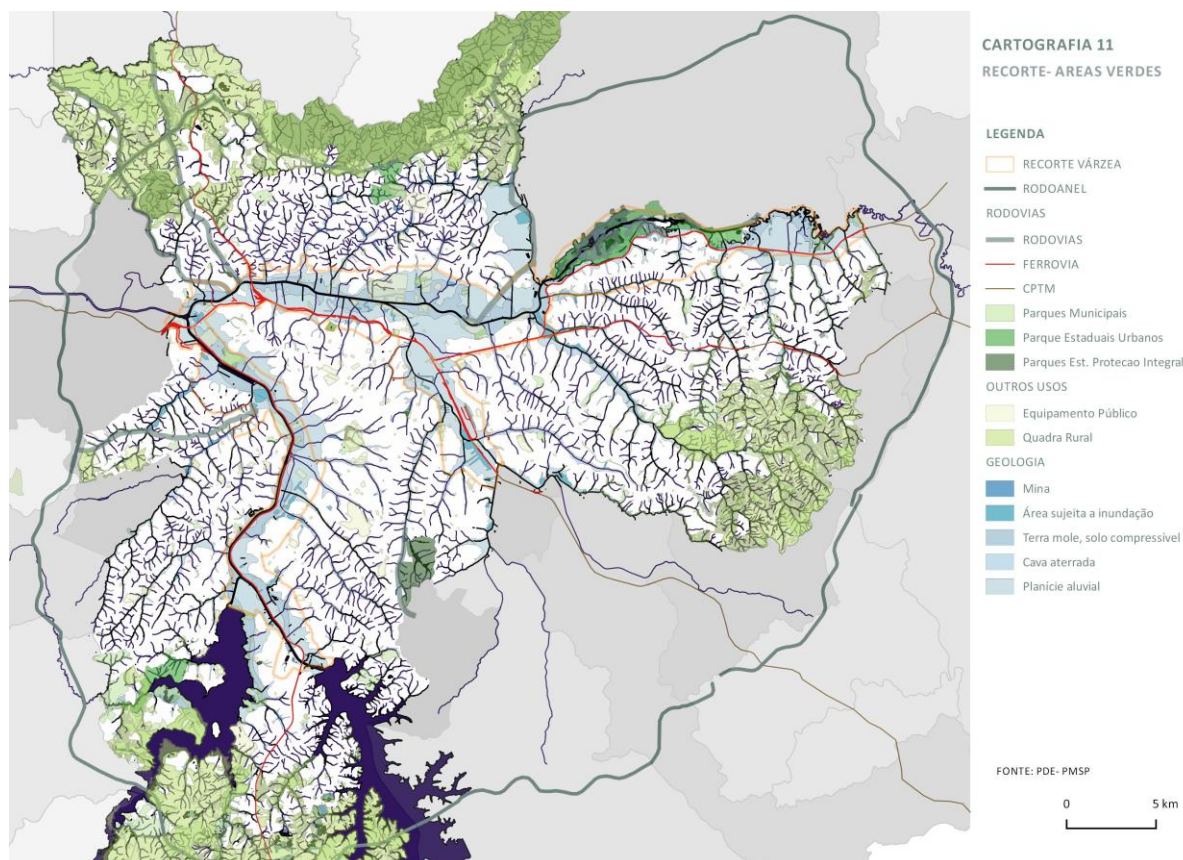 CARTOGRAFIA 11
RECORTE- AREAS VERDES
LEGENDA
RECORTE VÁRZEA
RODOANEL
RODOVIAS
RODOVIAS
FERROVIA
CPTM
Parques Municipais
Parque Estaduais Urbanos
Parques Est. Protecao Integral
OUTROS USOS
Equipamento Público
Quadra Rural
GEOLOGIA
Mina
Área sujeita a inundação
Terra mole, solo compressivel
Cava aterrada
Planície aluvial
FONTE: PDE- PMSP
0 5 km